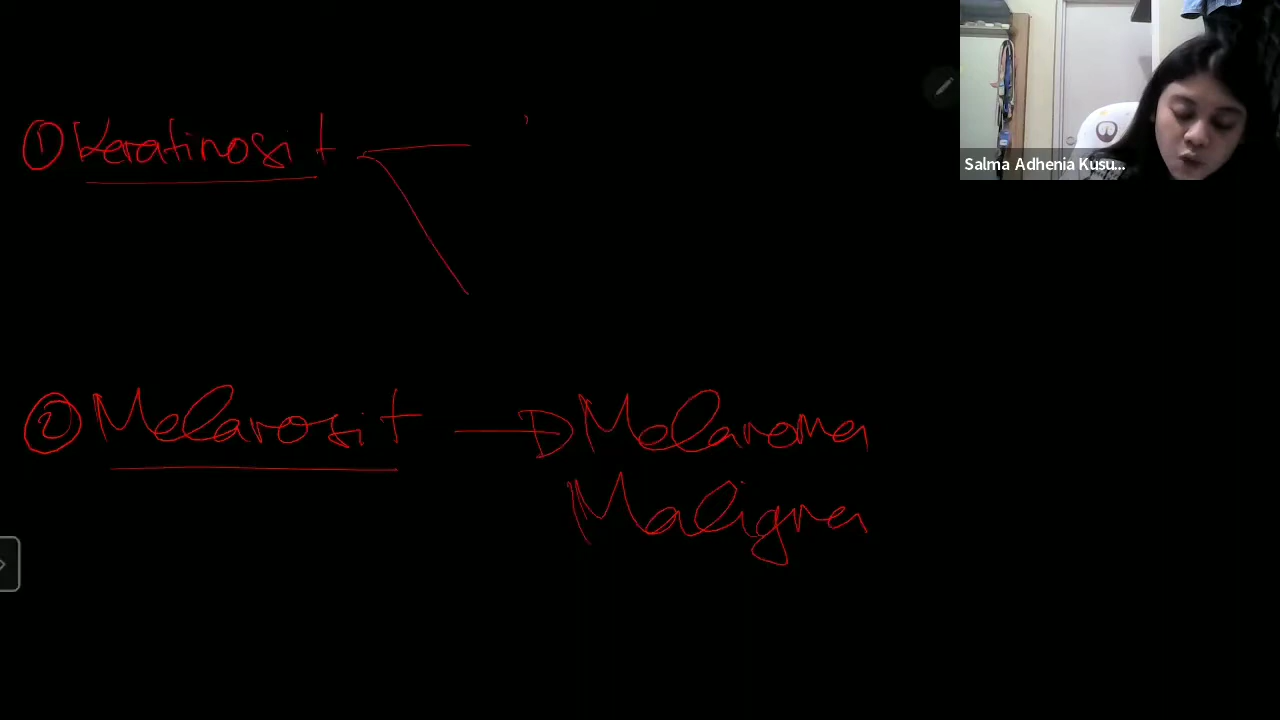 ① Keratinosit
Salma Adhenia Kusu...
② Melanosit → Melanoma
Maligna